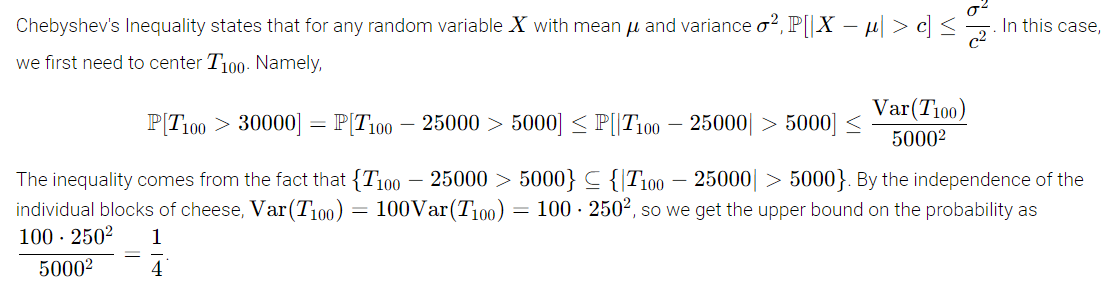 Chebyshev's Inequality states that for any random variable X with mean μ and variance σ², ℙ[|X − μ| > c] ≤ σ²/c². In this case,
we first need to center T₁₀₀. Namely,
ℙ[T₁₀₀ > 30000] = ℙ[T₁₀₀ − 25000 > 5000] ≤ ℙ[|T₁₀₀ − 25000| > 5000] ≤ Var(T₁₀₀)/5000²
The inequality comes from the fact that {T₁₀₀ − 25000 > 5000} ⊆ {|T₁₀₀ − 25000| > 5000}. By the independence of the
individual blocks of cheese, Var(T₁₀₀) = 100Var(T₁₀₀) = 100 · 250², so we get the upper bound on the probability as
100 · 250²/5000² = 1/4.